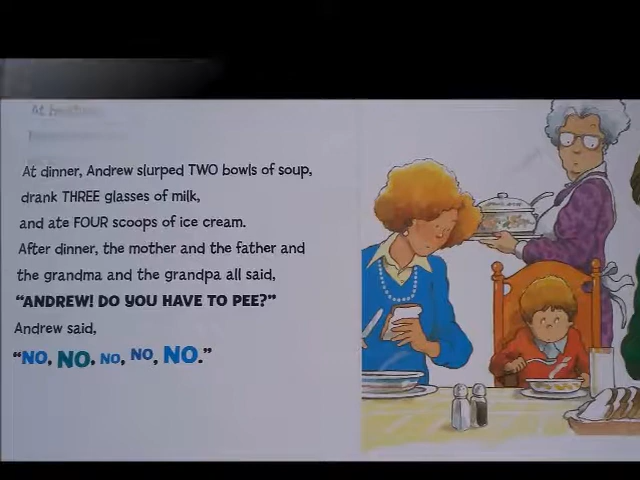 At dinner, Andrew slurped TWO bowls of soup,
drank THREE glasses of milk,
and ate FOUR scoops of ice cream.
After dinner, the mother and the father and
the grandma and the grandpa all said,
“ANDREW! DO YOU HAVE TO PEE?”
Andrew said,
“NO, NO, NO, NO, NO.”